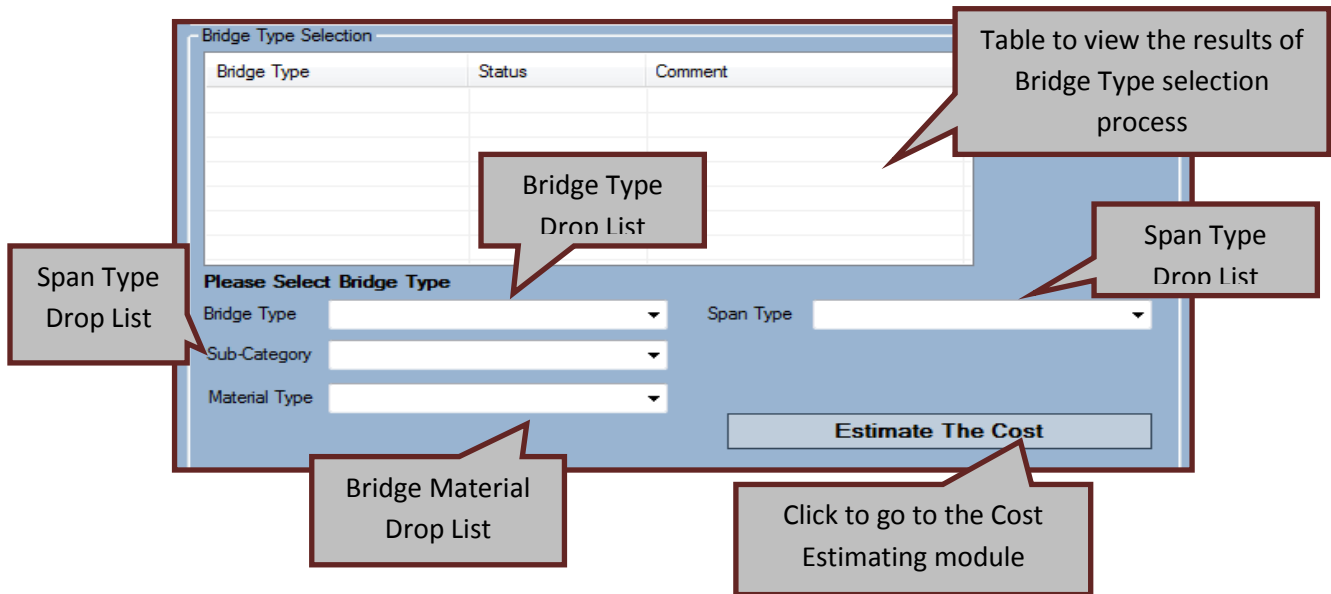 Bridge Type Selection
Bridge Type Status Comment
Table to view the results of
Bridge Type selection
process
Bridge Type
Drop List
Span Type
Drop List
Span Type
Drop List
Please Select Bridge Type
Bridge Type
Span Type
Sub-Category
Material Type
Estimate The Cost
Bridge Material
Drop List
Click to go to the Cost
Estimating module